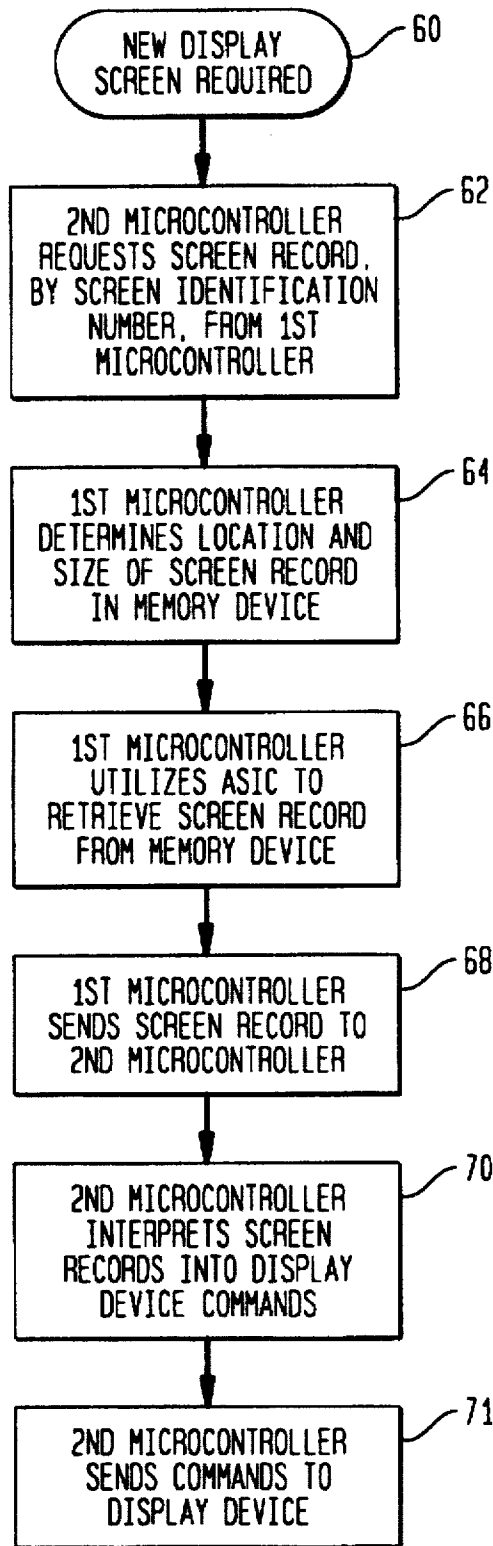 NEW DISPLAY
SCREEN REQUIRED
60
2ND MICROCONTROLLER
REQUESTS SCREEN RECORD,
BY SCREEN IDENTIFICATION
NUMBER, FROM 1ST
MICROCONTROLLER
62
1ST MICROCONTROLLER
DETERMINES LOCATION AND
SIZE OF SCREEN RECORD
IN MEMORY DEVICE
64
1ST MICROCONTROLLER
UTILIZES ASIC TO
RETRIEVE SCREEN RECORD
FROM MEMORY DEVICE
66
1ST MICROCONTROLLER
SENDS SCREEN RECORD TO
2ND MICROCONTROLLER
68
2ND MICROCONTROLLER
INTERPRETS SCREEN
RECORDS INTO DISPLAY
DEVICE COMMANDS
70
2ND MICROCONTROLLER
SENDS COMMANDS TO
DISPLAY DEVICE
71